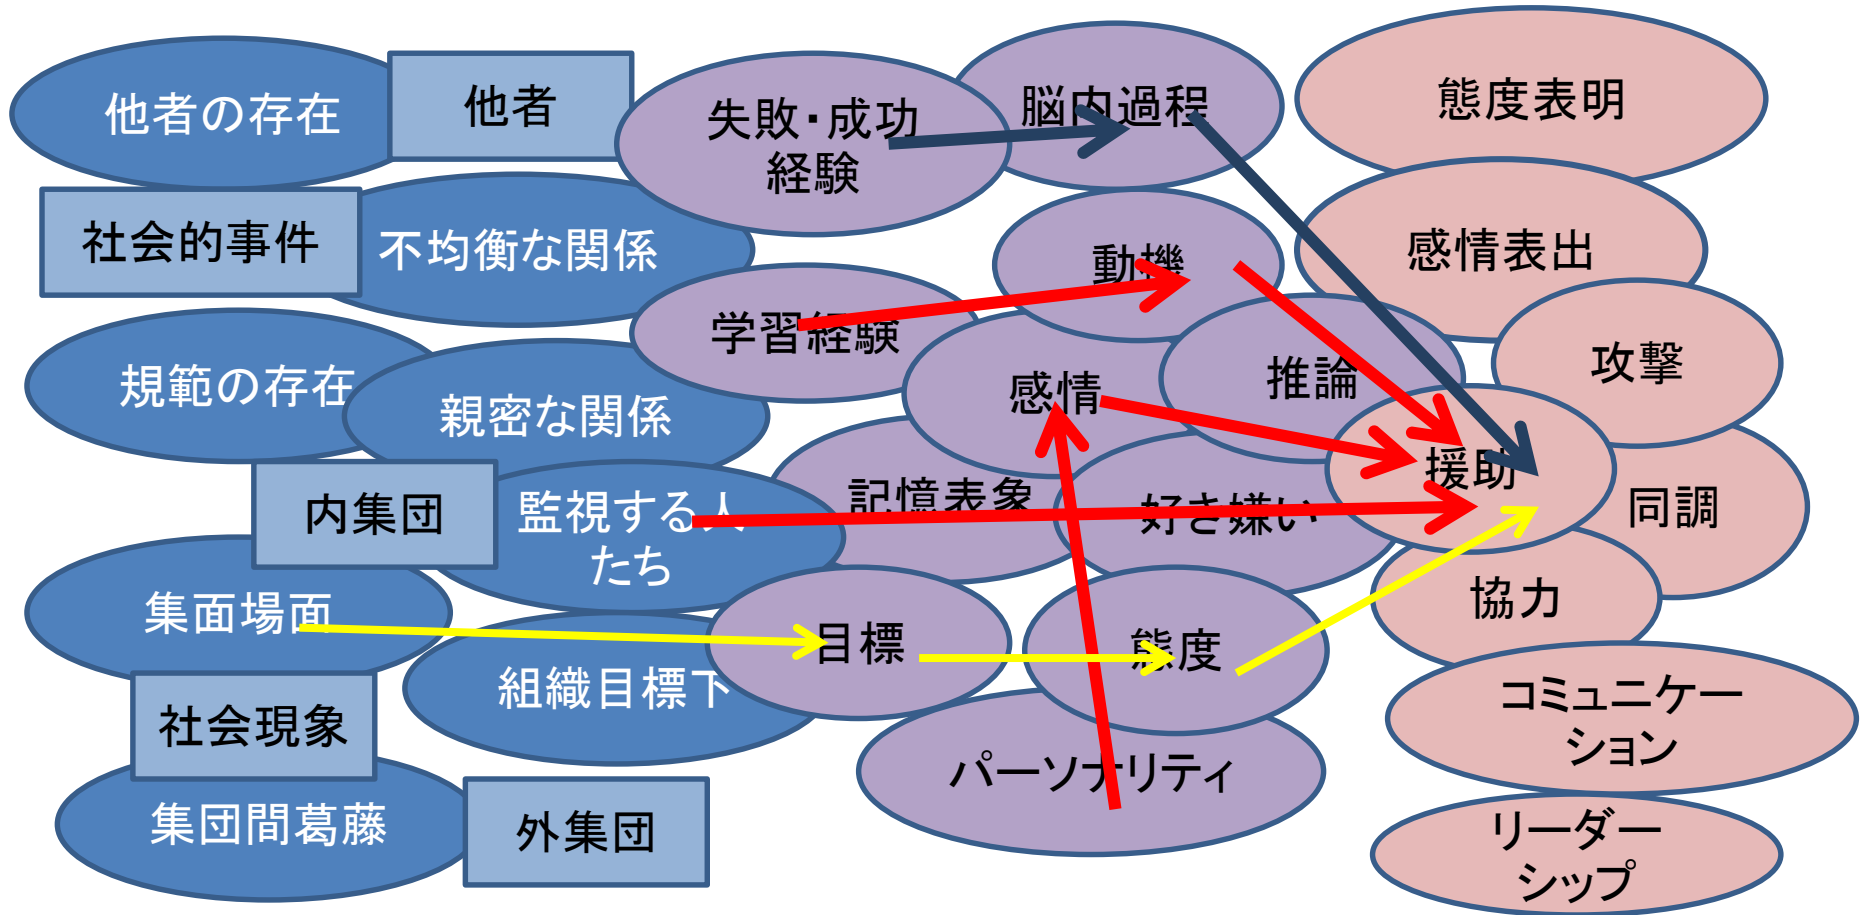 他者の存在
他者
社会的事件
不均衡な関係
規範の存在
親密な関係
内集団
監視する人
たち
集面場面
組織目標下
社会現象
集団間葛藤
外集団
失敗・成功
経験
脳内過程
動機
学習経験
感情
推論
記憶表象
好き嫌い
目標
態度
パーソナリティ
態度表明
感情表出
攻撃
援助
同調
協力
コミュニケー
ション
リーダー
シップ